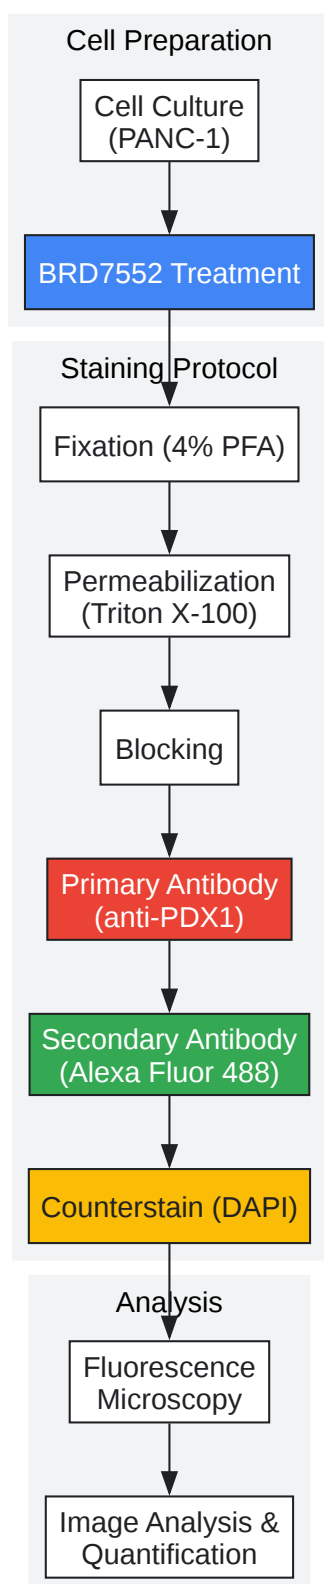 Cell Preparation
Cell Culture
(PANC-1)
BRD7552 Treatment
Staining Protocol
Fixation (4% PFA)
Permeabilization
(Triton X-100)
Blocking
Primary Antibody
(anti-PDX1)
Secondary Antibody
(Alexa Fluor 488)
Counterstain (DAPI)
Analysis
Fluorescence
Microscopy
Image Analysis &
Quantification